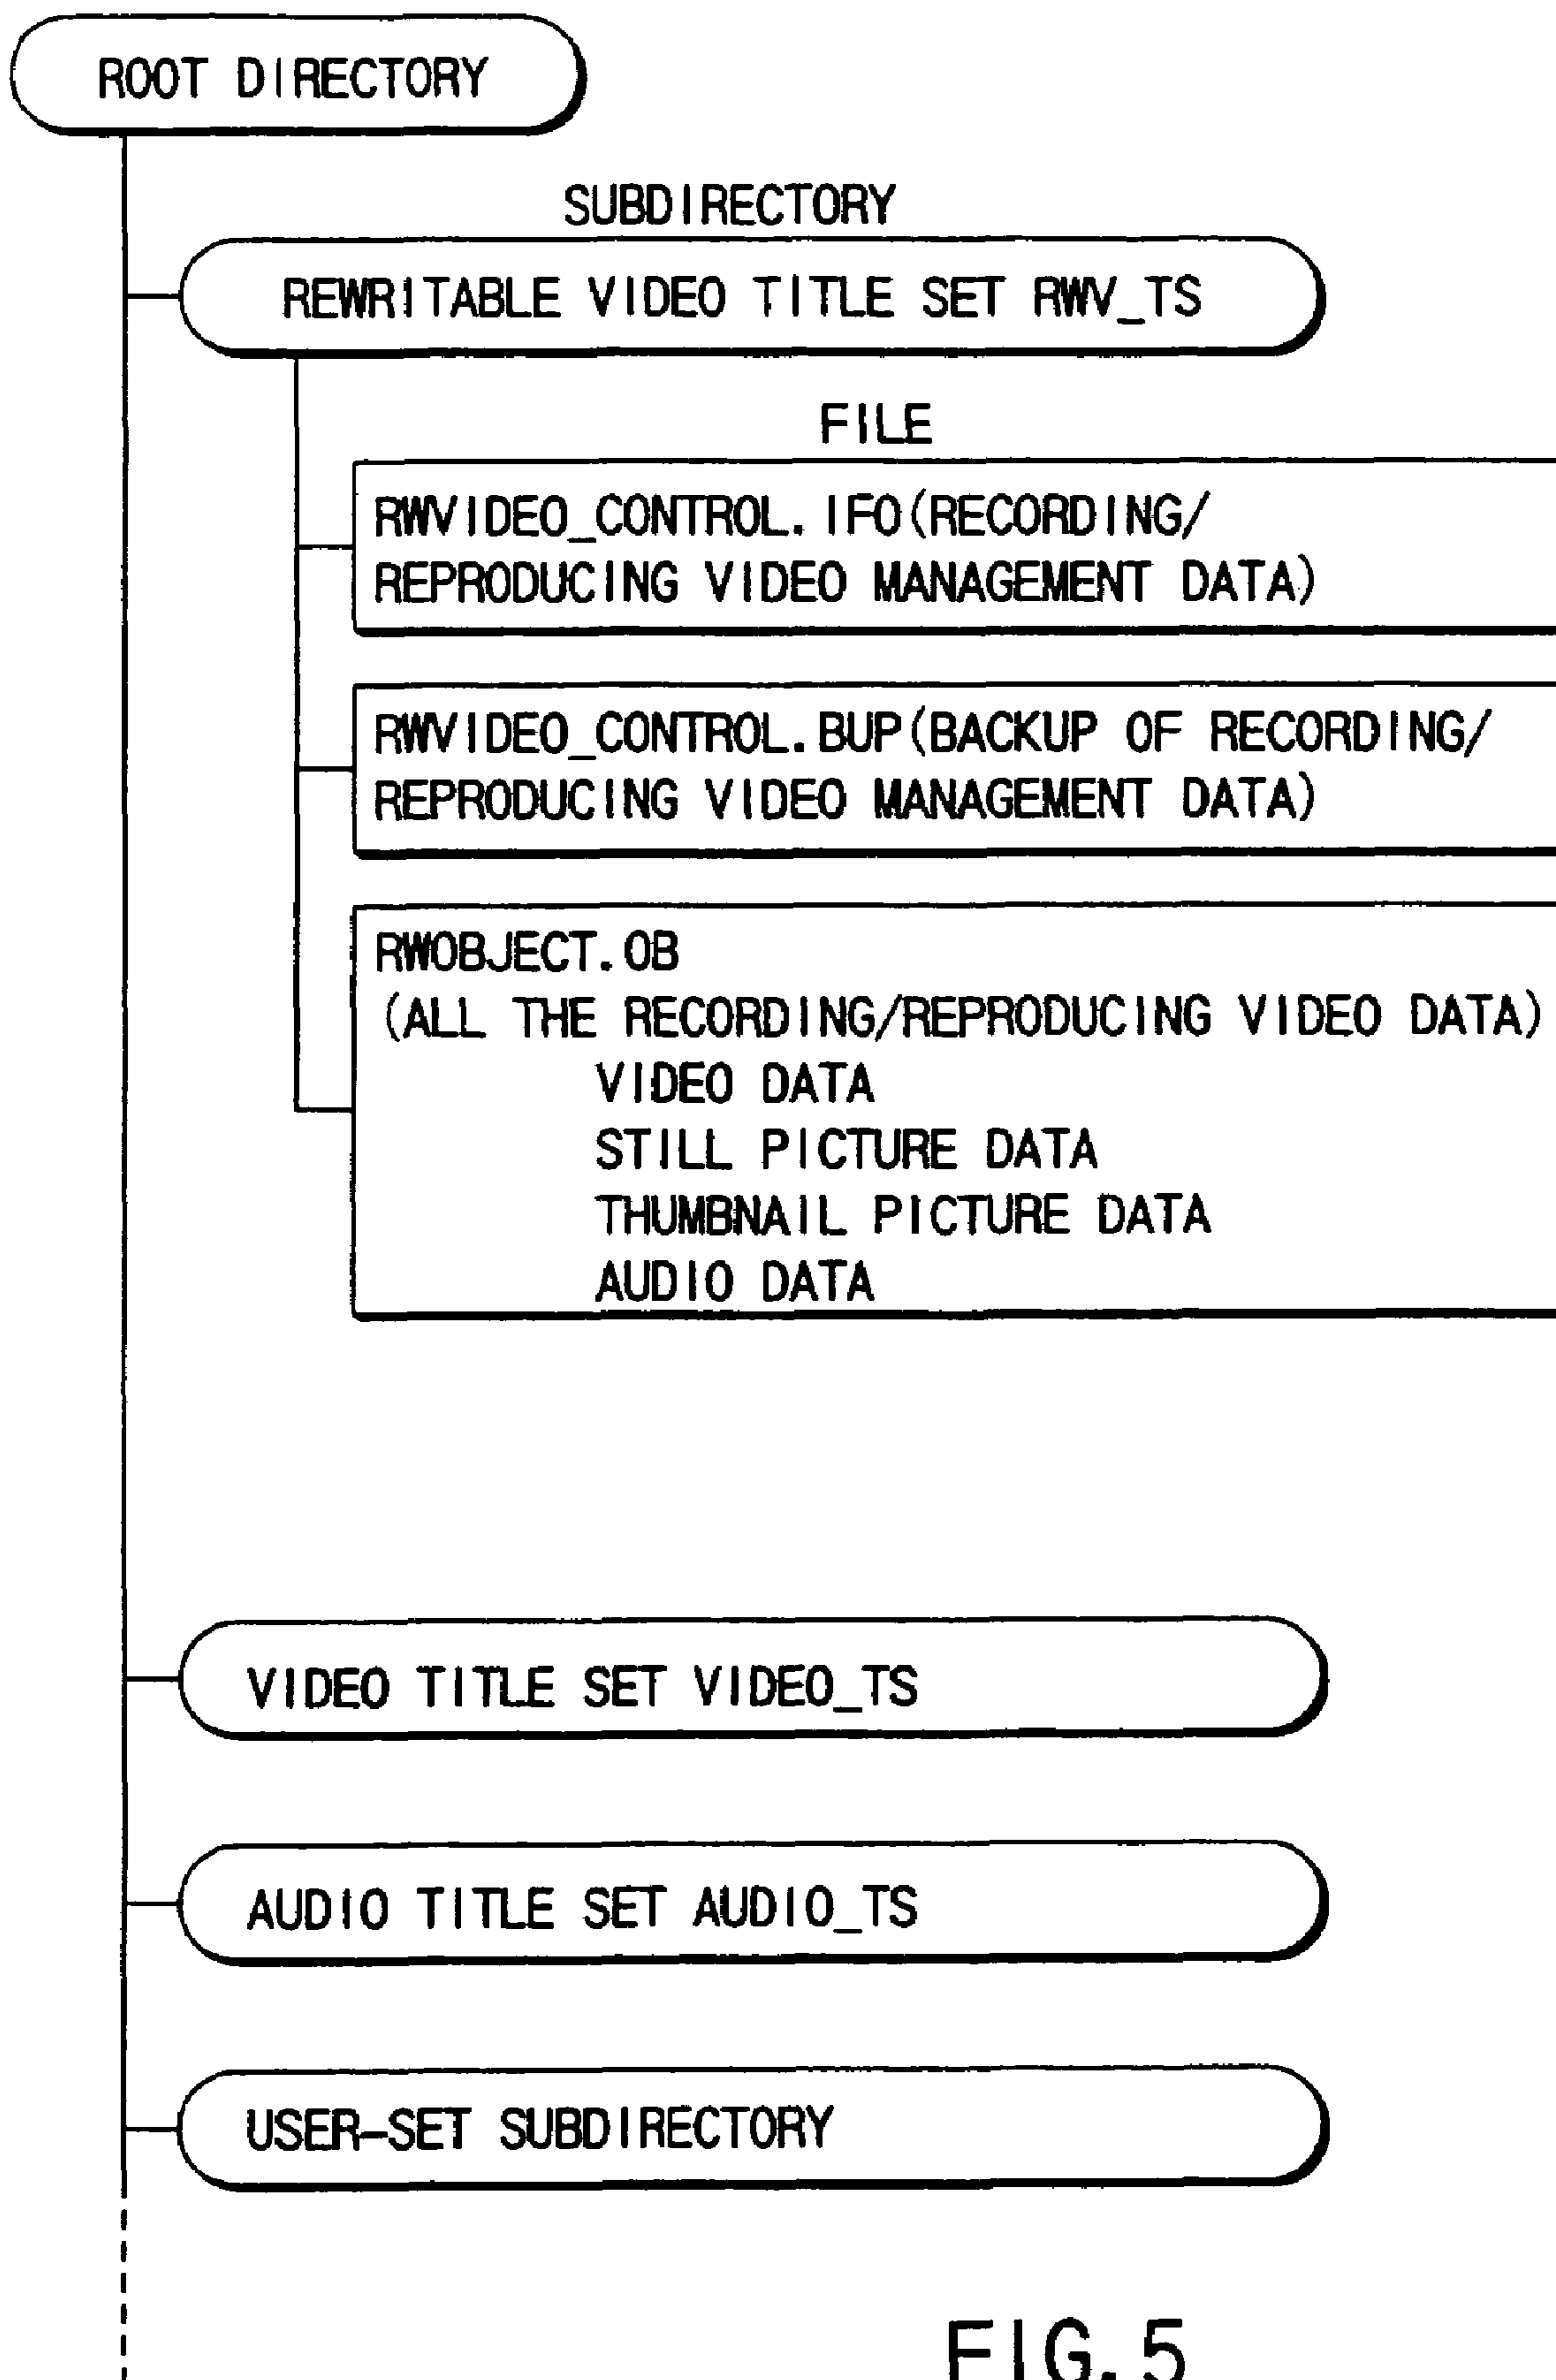 ROOT DIRECTORY
SUBDIRECTORY
REWRITABLE VIDEO TITLE SET RWV_TS
FILE
RWVIDEO_CONTROL.IFO(RECORDING/
REPRODUCING VIDEO MANAGEMENT DATA)
RWVIDEO_CONTROL.BUP(BACKUP OF RECORDING/
REPRODUCING VIDEO MANAGEMENT DATA)
RWOBJECT.OB
(ALL THE RECORDING/REPRODUCING VIDEO DATA)
VIDEO DATA
STILL PICTURE DATA
THUMBNAIL PICTURE DATA
AUDIO DATA
VIDEO TITLE SET VIDEO_TS
AUDIO TITLE SET AUDIO_TS
USER-SET SUBDIRECTORY
FIG.5